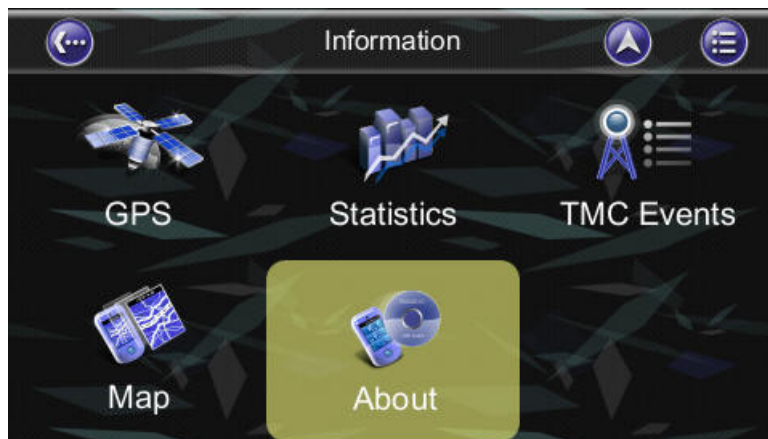 Information
GPS
Statistics
TMC Events
Map
About